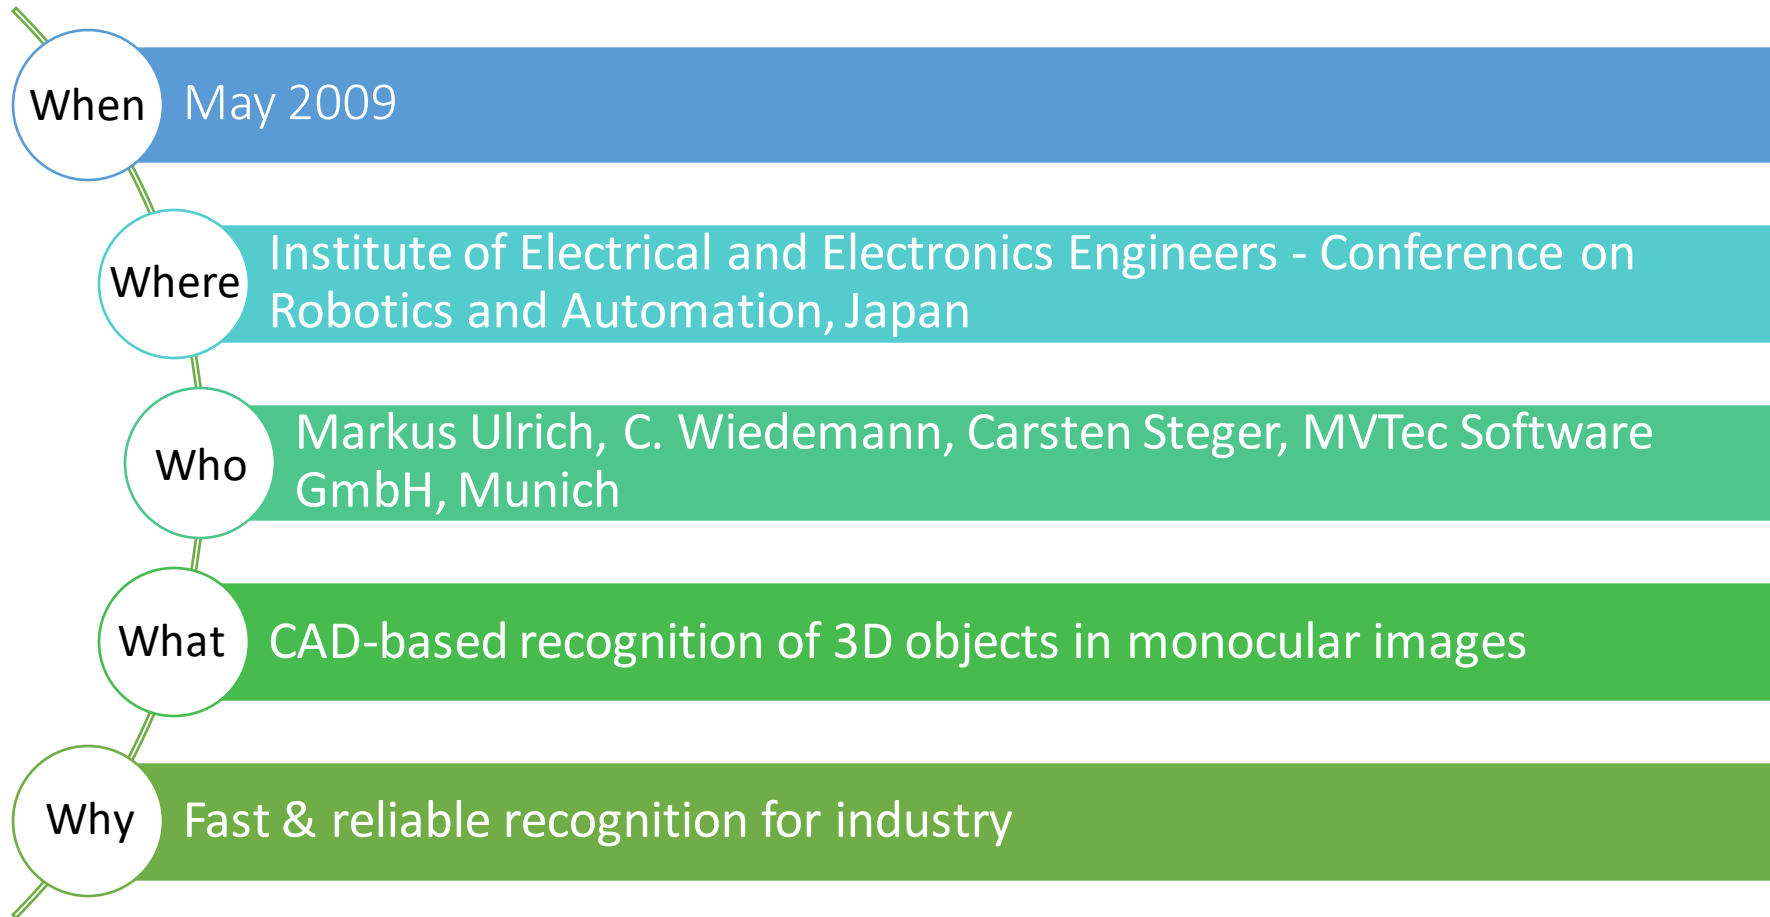 When
May 2009
Where
Institute of Electrical and Electronics Engineers - Conference on
Robotics and Automation, Japan
Who
Markus Ulrich, C. Wiedemann, Carsten Steger, MVTec Software
GmbH, Munich
What
CAD-based recognition of 3D objects in monocular images
Why
Fast & reliable recognition for industry